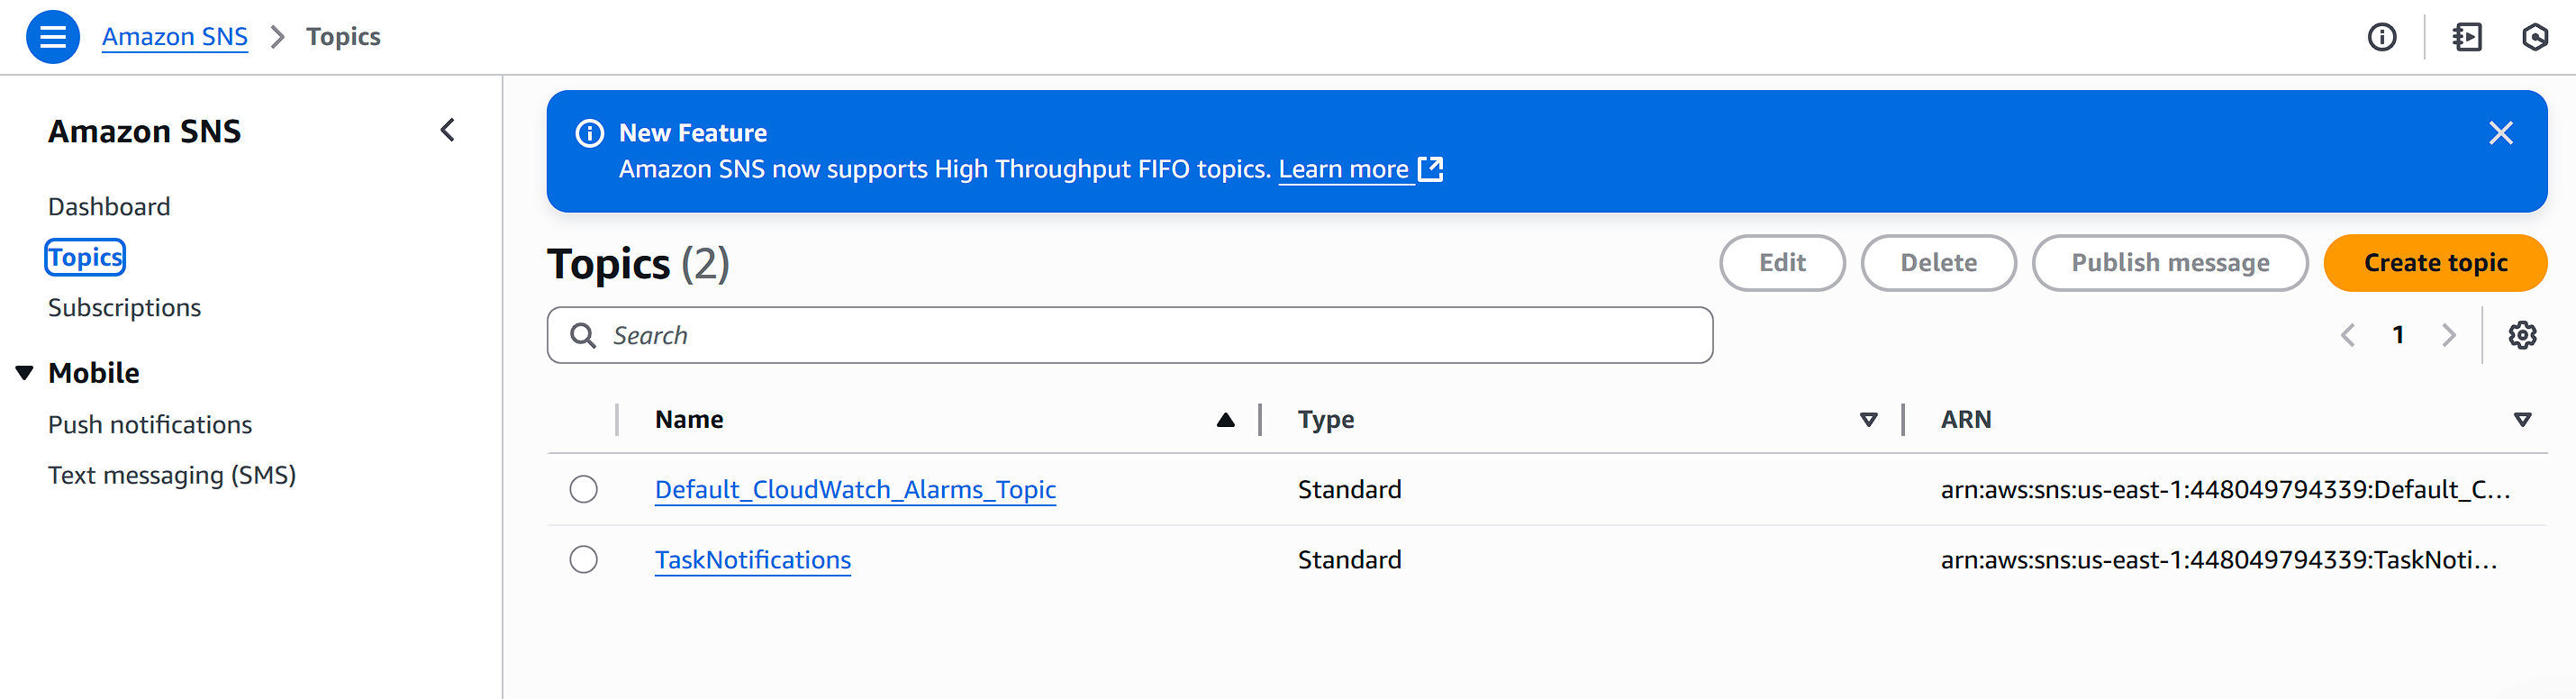 Amazon SNS > Topics
Amazon SNS
Dashboard
Topics
Subscriptions
Mobile
Push notifications
Text messaging (SMS)
New Feature
Amazon SNS now supports High Throughput FIFO topics. Learn more
Topics (2)
Edit Delete Publish message Create topic
Search
1
Name Type ARN
Default_CloudWatch_Alarms_Topic Standard arn:aws:sns:us-east-1:448049794339:Default_C...
TaskNotifications Standard arn:aws:sns:us-east-1:448049794339:TaskNoti...